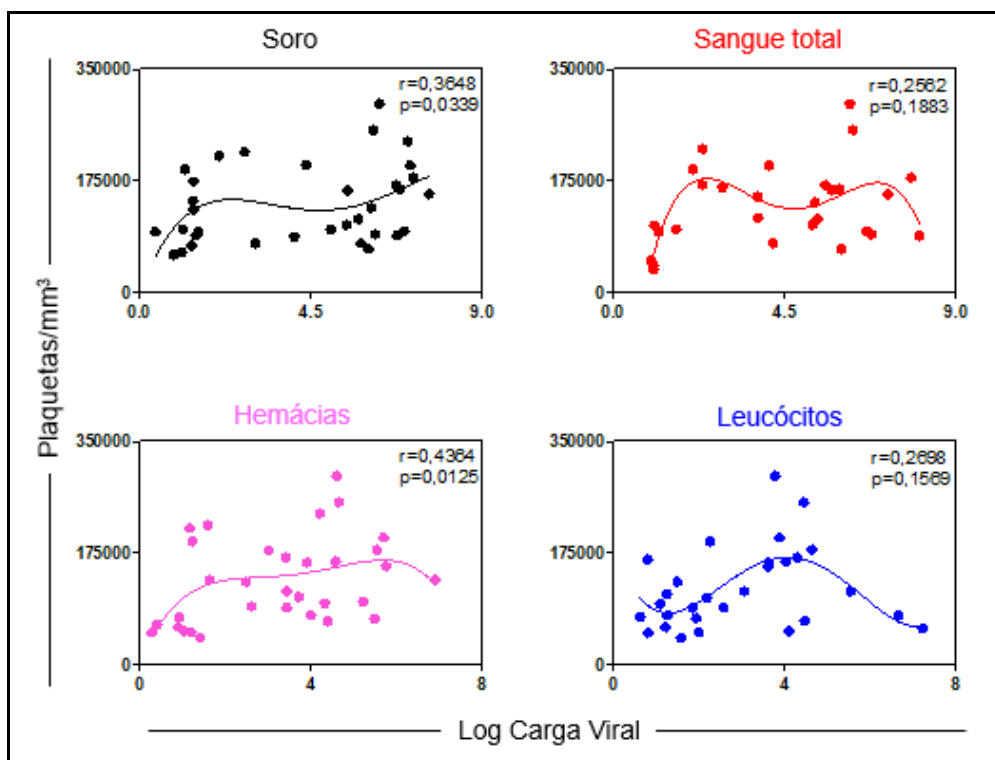 Soro
350000
r=0,3648
p=0,0339
175000
0
0.0
4.5
9.0
Sangue total
350000
r=0,2562
p=0,1883
175000
0
0.0
4.5
9.0
Plaquetas/mm³
Hemácias
350000
r=0,4364
p=0,0125
175000
0
0
4
8
Leucócitos
350000
r=0,2698
p=0,1569
175000
0
0
4
8
Log Carga Viral